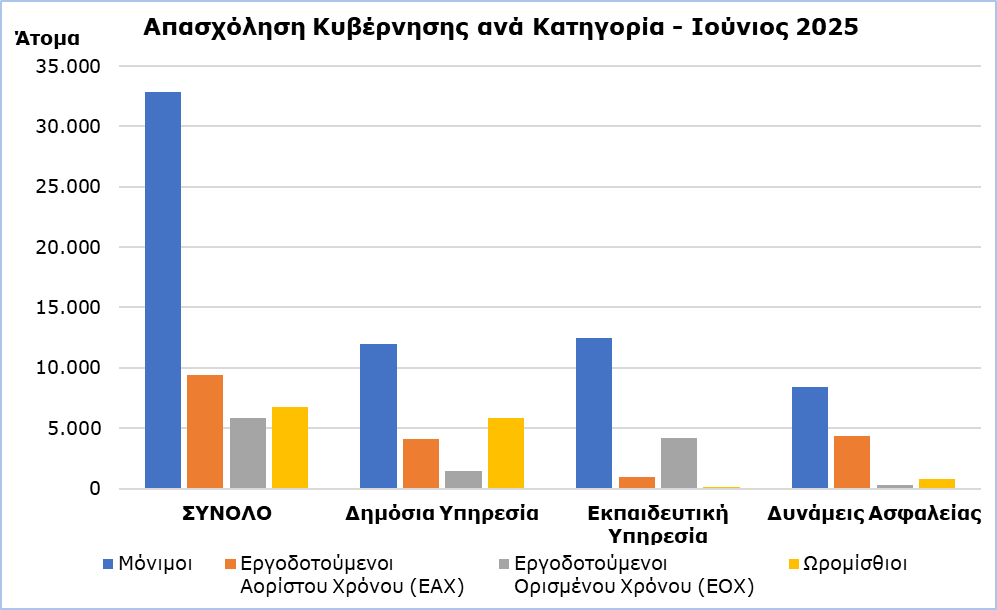 Απασχόληση Κυβέρνησης ανά Κατηγορία - Ιούνιος 2025
Άτομα
35.000
30.000
25.000
20.000
15.000
10.000
5.000
0
ΣΥΝΟΛΟ
Δημόσια Υπηρεσία
Εκπαιδευτική
Υπηρεσία
Δυνάμεις Ασφαλείας
Μόνιμοι
Εργοδοτούμενοι
Αορίστου Χρόνου (ΕΑΧ)
Εργοδοτούμενοι
Ορισμένου Χρόνου (ΕΟΧ)
Ωρομίσθιοι